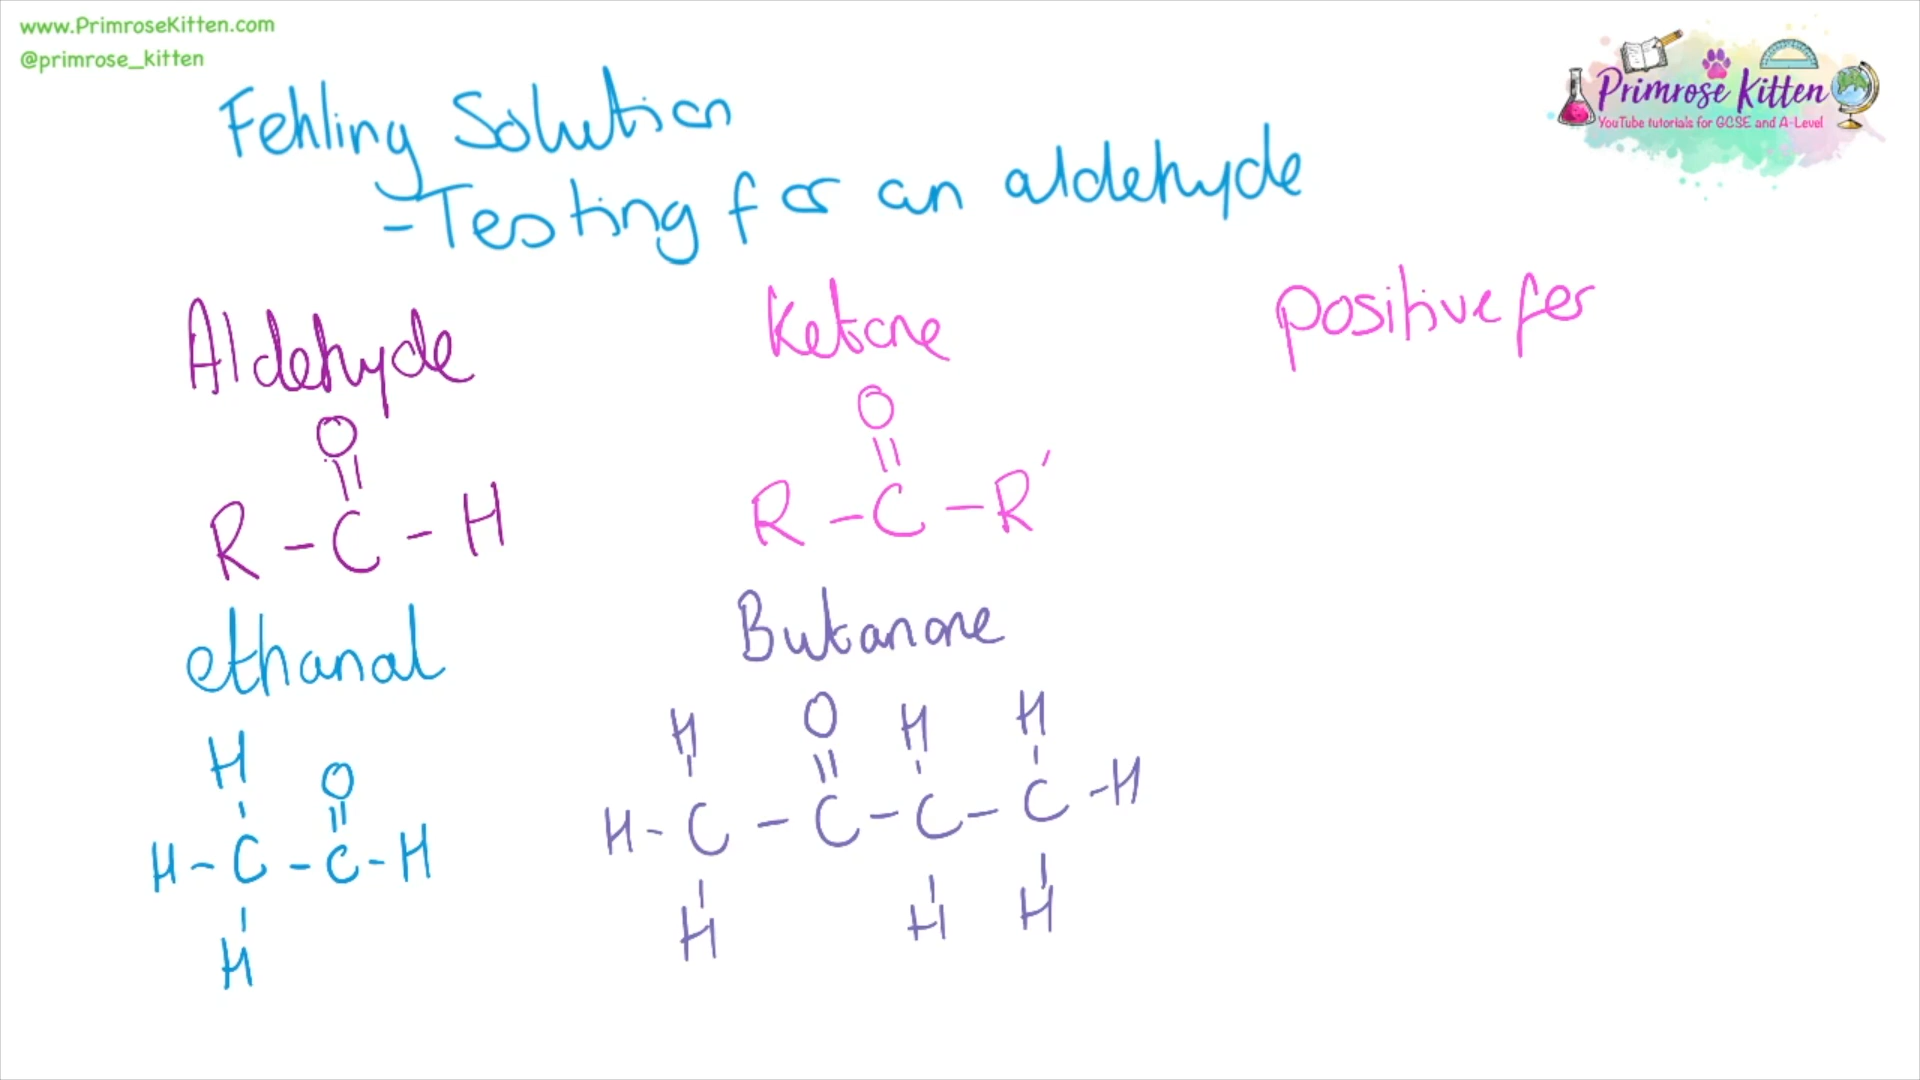 www.PrimroseKitten.com
@primrose_kitten
Primrose Kitten
YouTube tutorials for GCSE and A-Level
Fehling Solution
- Testing for an aldehyde
Aldehyde
O
R - C - H
ethanal
H O
H - C - C - H
H
Ketone
O
R - C - R'
Butanone
H O H H
H - C - C - C - C - H
H H H
positive for